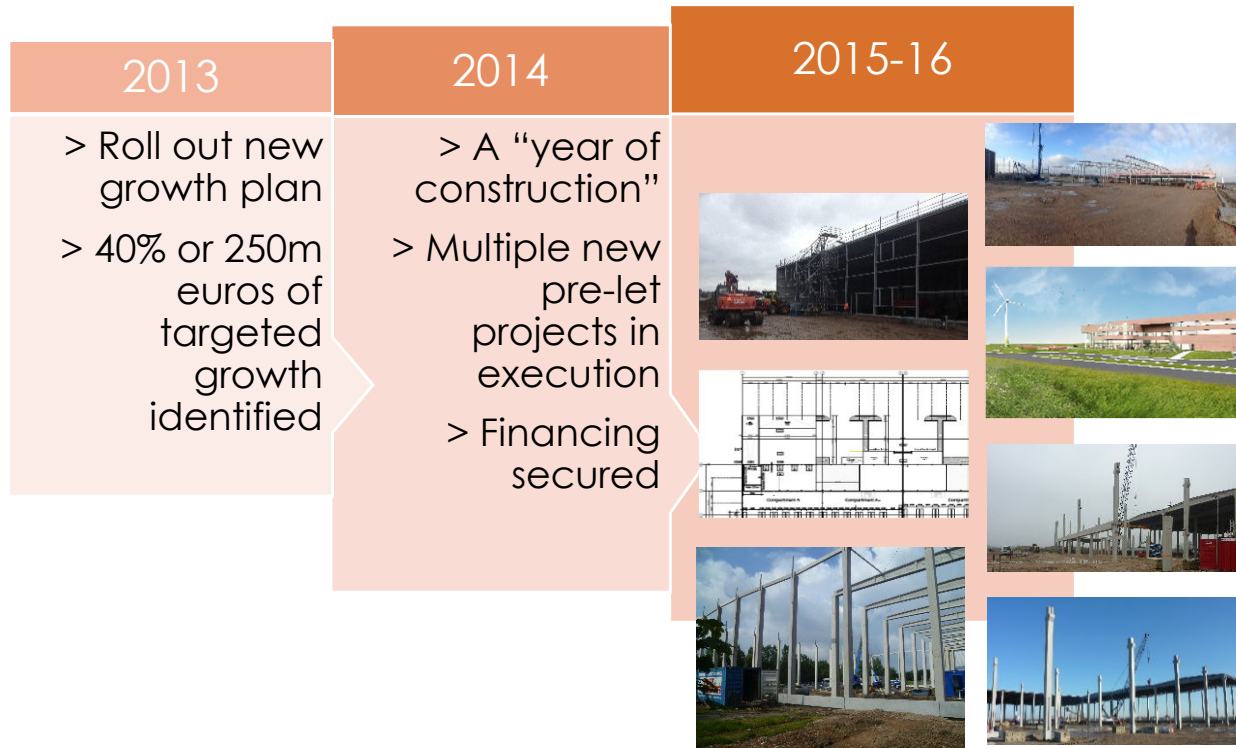 2013
> Roll out new
growth plan
> 40% or 250m
euros of
targeted
growth
identified
2014
> A “year of
construction”
> Multiple new
pre-let
projects in
execution
> Financing
secured
2015-16